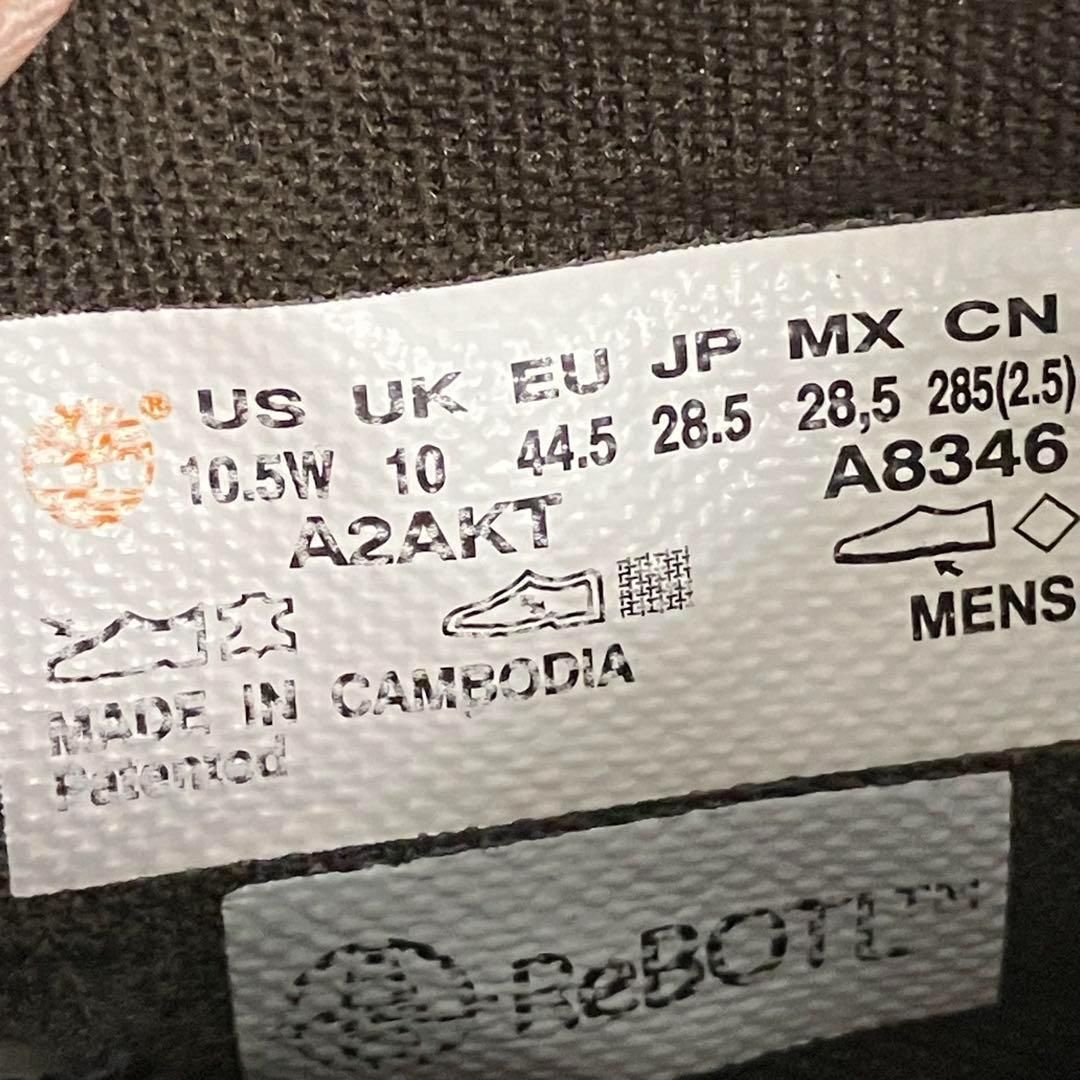 ® US UK EU JP MX CN
10.5W 10 44.5 28.5 28,5 285(2.5)
A2AKT A8346
MENS
MADE IN CAMBODIA
Patented
ReBOTL™